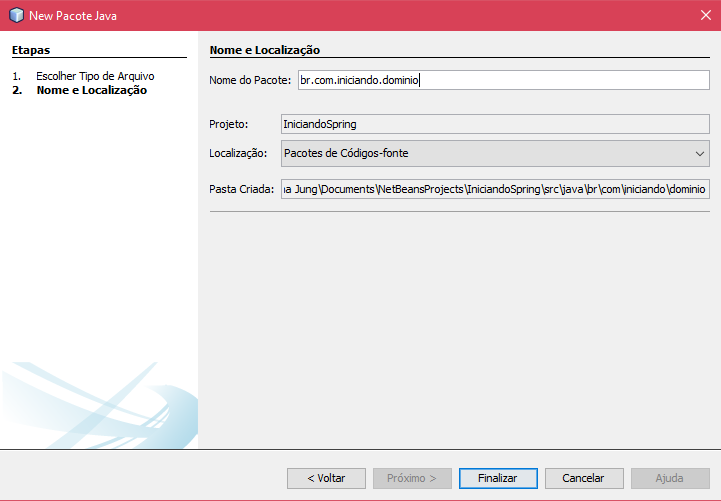 New Pacote Java
Etapas
1. Escolher Tipo de Arquivo
2. Nome e Localização
Nome e Localização
Nome do Pacote: br.com.iniciando.dominio
Projeto: IniciandoSpring
Localização: Pacotes de Códigos-fonte
Pasta Criada: na Jung\Documents\NetBeansProjects\IniciandoSpring\src\java\br\com\iniciando\dominio
< Voltar
Próximo >
Finalizar
Cancelar
Ajuda